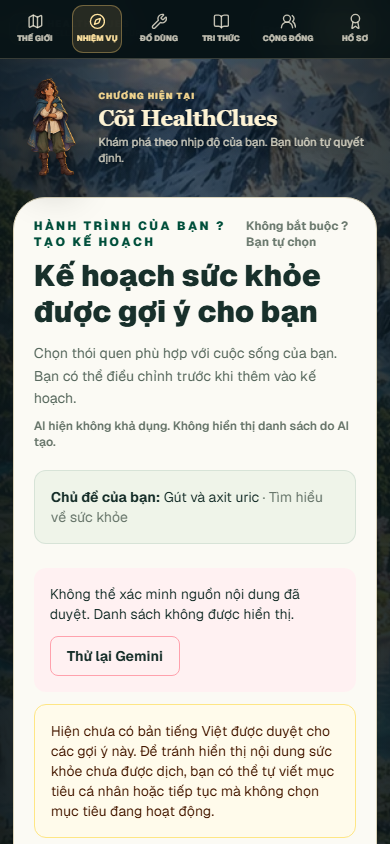 THẾ GIỚI
NHIỆM VỤ
ĐỒ DÙNG
TRI THỨC
CỘNG ĐỒNG
HỒ SƠ
CHƯƠNG HIỆN TẠI
Cõi HealthClues
Khám phá theo nhịp độ của bạn. Bạn luôn tự quyết
định.
HÀNH TRÌNH CỦA BẠN ?
TẠO KẾ HOẠCH
Không bắt buộc ?
Bạn tự chọn
Kế hoạch sức khỏe
được gợi ý cho bạn
Chọn thói quen phù hợp với cuộc sống của bạn.
Bạn có thể điều chỉnh trước khi thêm vào kế
hoạch.
AI hiện không khả dụng. Không hiển thị danh sách do AI
tạo.
Chủ đề của bạn: Gút và axit uric · Tìm hiểu
về sức khỏe
Không thể xác minh nguồn nội dung đã
duyệt. Danh sách không được hiển thị.
Thử lại Gemini
Hiện chưa có bản tiếng Việt được duyệt cho
các gợi ý này. Để tránh hiển thị nội dung sức
khỏe chưa được dịch, bạn có thể tự viết mục
tiêu cá nhân hoặc tiếp tục mà không chọn
mục tiêu đang hoạt động.